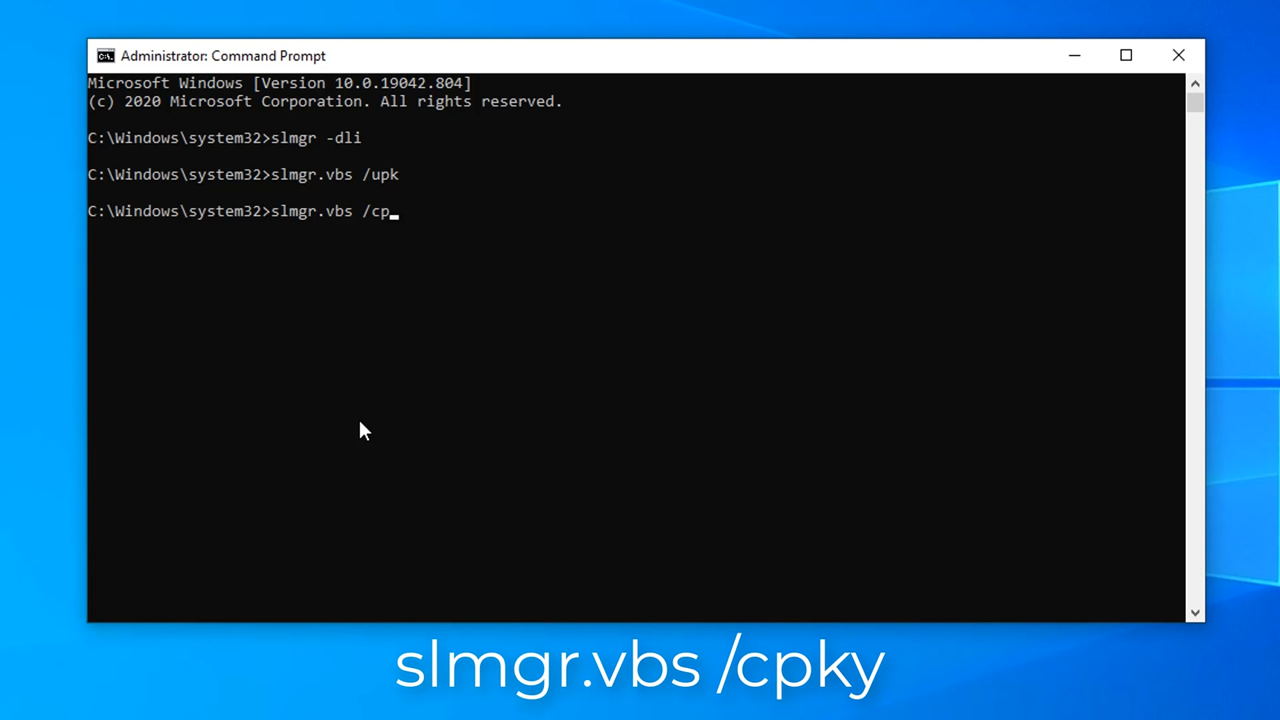 Administrator: Command Prompt
Microsoft Windows [Version 10.0.19042.804]
(c) 2020 Microsoft Corporation. All rights reserved.
C:\Windows\system32>slmgr -dli
C:\Windows\system32>slmgr.vbs /upk
C:\Windows\system32>slmgr.vbs /cp_
slmgr.vbs /cpky